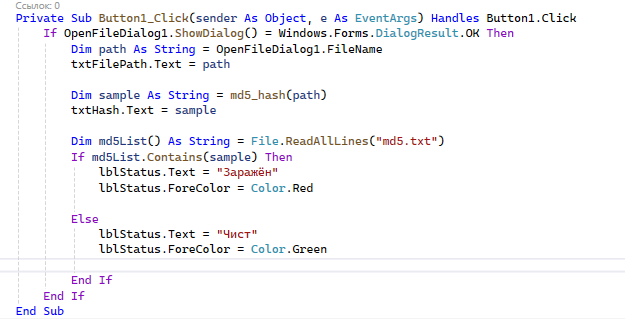 Ссылок: 0
Private Sub Button1_Click(sender As Object, e As EventArgs) Handles Button1.Click
If OpenFileDialog1.ShowDialog() = Windows.Forms.DialogResult.OK Then
Dim path As String = OpenFileDialog1.FileName
txtFilePath.Text = path
Dim sample As String = md5_hash(path)
txtHash.Text = sample
Dim md5List() As String = File.ReadAllLines("md5.txt")
If md5List.Contains(sample) Then
lblStatus.Text = "Заражён"
lblStatus.ForeColor = Color.Red
Else
lblStatus.Text = "Чист"
lblStatus.ForeColor = Color.Green
End If
End If
End Sub